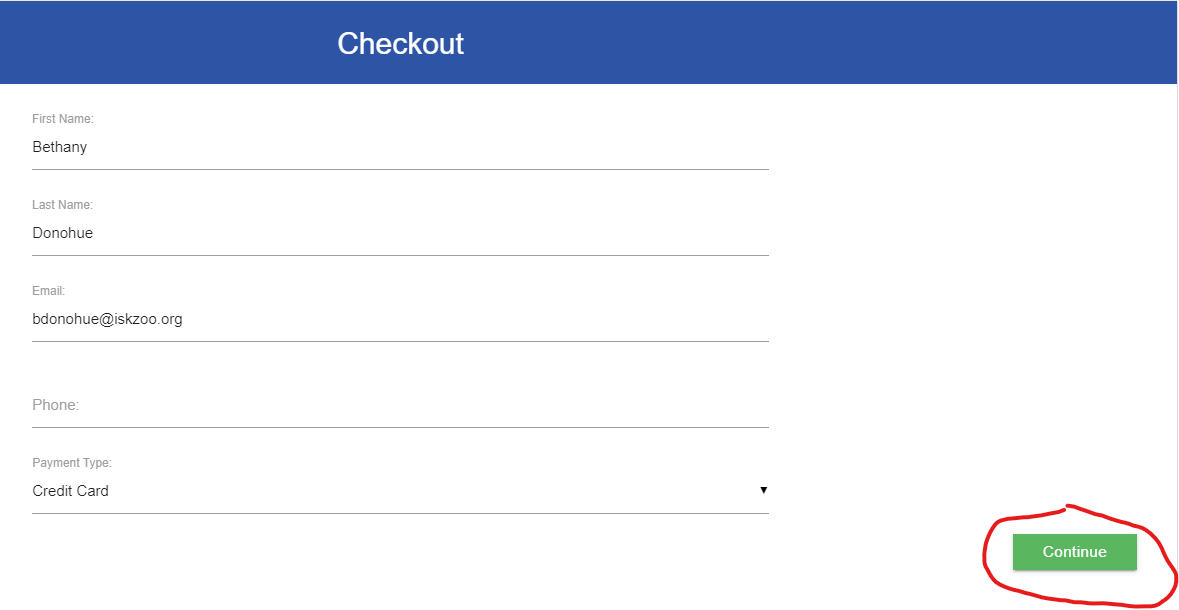 Checkout
First Name:
Bethany
Last Name:
Donohue
Email:
bdonohue@iskzoo.org
Phone:
Payment Type:
Credit Card
Continue